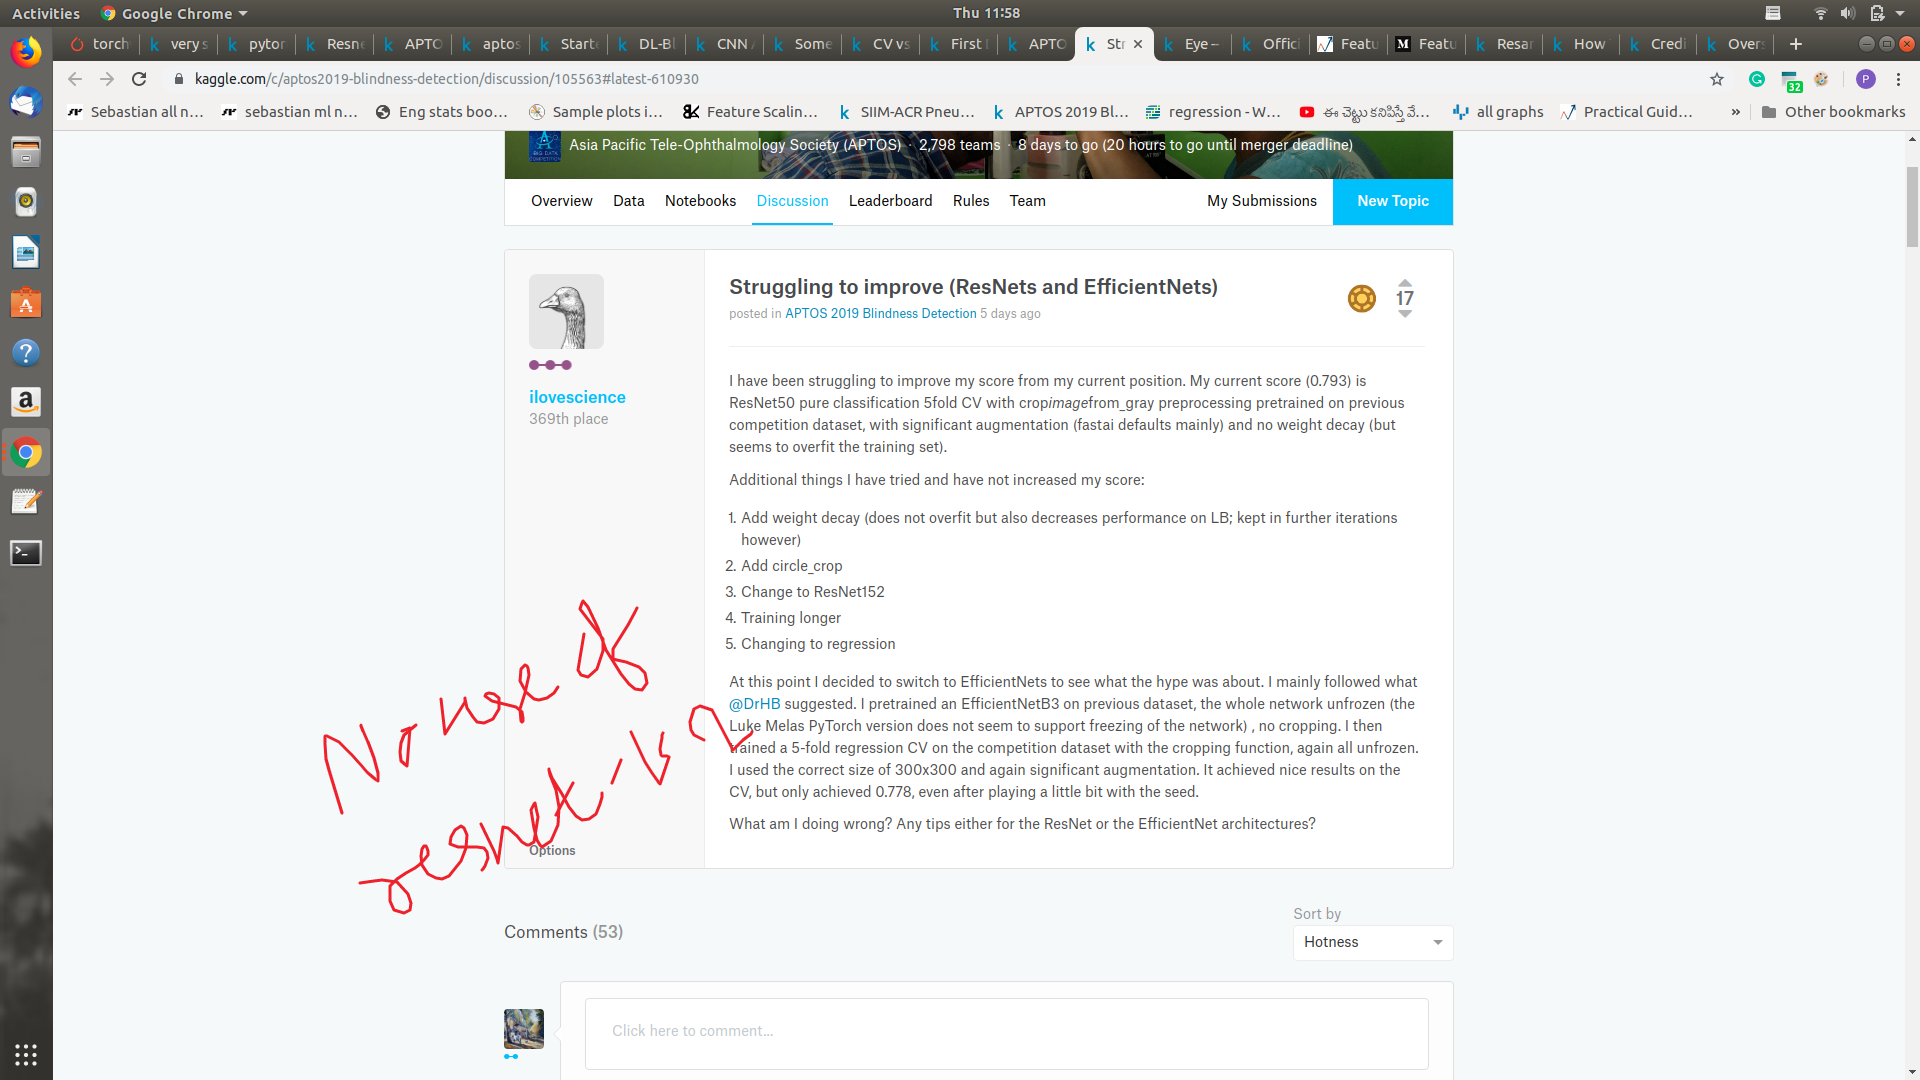 Activities Google Chrome Thu 11:58
torch very s pytor Resne APTO aptos Starte DL-Bl CNN Some CV vs First APTO Str Eye – Offici Featu Featu Resar How Credi Overs
kaggle.com/c/aptos2019-blindness-detection/discussion/105563#latest-610930 32 P
Sebastian all n... sebastian ml n... Eng stats boo... Sample plots i... Feature Scalin... SIIM-ACR Pneu... APTOS 2019 Bl... regression - W... ఈ చెట్టు కనిపిస్తే వే... all graphs Practical Guid... » Other bookmarks
Asia Pacific Tele-Ophthalmology Society (APTOS) · 2,798 teams · 8 days to go (20 hours to go until merger deadline)
Overview Data Notebooks Discussion Leaderboard Rules Team My Submissions New Topic
Struggling to improve (ResNets and EfficientNets) 17
posted in APTOS 2019 Blindness Detection 5 days ago
ilovescience
369th place
I have been struggling to improve my score from my current position. My current score (0.793) is
ResNet50 pure classification 5fold CV with cropimagefrom_gray preprocessing pretrained on previous
competition dataset, with significant augmentation (fastai defaults mainly) and no weight decay (but
seems to overfit the training set).
Additional things I have tried and have not increased my score:
1. Add weight decay (does not overfit but also decreases performance on LB; kept in further iterations
however)
2. Add circle_crop
3. Change to ResNet152
4. Training longer
5. Changing to regression
At this point I decided to switch to EfficientNets to see what the hype was about. I mainly followed what
@DrHB suggested. I pretrained an EfficientNetB3 on previous dataset, the whole network unfrozen (the
Luke Melas PyTorch version does not seem to support freezing of the network) , no cropping. I then
trained a 5-fold regression CV on the competition dataset with the cropping function, again all unfrozen.
I used the correct size of 300x300 and again significant augmentation. It achieved nice results on the
CV, but only achieved 0.778, even after playing a little bit with the seed.
What am I doing wrong? Any tips either for the ResNet or the EfficientNet architectures?
No use of
resnet-152
Options
Comments (53)
Sort by
Hotness
Click here to comment...